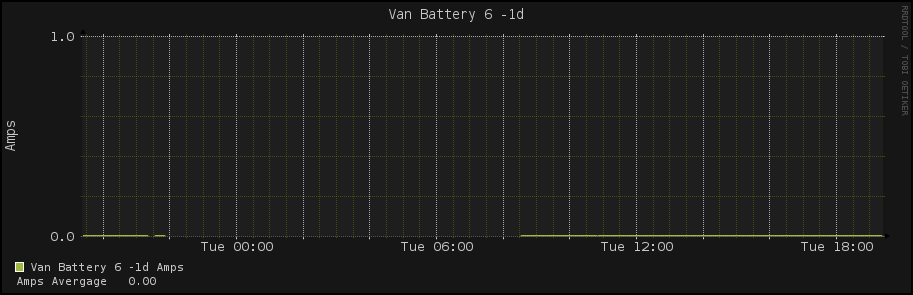 Van Battery 6 -1d
RRDTOOL / TOBI OETIKER
1.0
Amps
0.0
Tue 00:00 Tue 06:00 Tue 12:00 Tue 18:00
Van Battery 6 -1d Amps
Amps Avergage 0.00